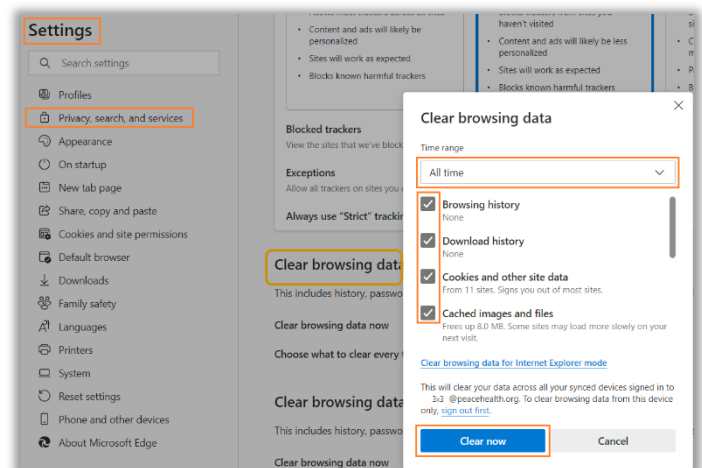 Settings
Search settings
Profiles
Privacy, search, and services
Appearance
On startup
New tab page
Share, copy and paste
Cookies and site permissions
Default browser
Downloads
Family safety
Languages
Printers
System
Reset settings
Phone and other devices
About Microsoft Edge
• Content and ads will likely be
personalized
• Sites will work as expected
• Blocks known harmful trackers
haven't visited
• Content and ads will likely be less
personalized
• Sites will work as expected
• Blocks known harmful trackers
Blocked trackers
View the sites that we've block
Exceptions
Allow all trackers on sites you
Always use "Strict" trackin
Clear browsing data
This includes history, passwo
Clear browsing data now
Choose what to clear every
Clear browsing data
This includes history, passwo
Clear browsing data now
Clear browsing data
Time range
All time
Browsing history
None
Download history
None
Cookies and other site data
From 11 sites. Signs you out of most sites.
Cached images and files
Frees up 8.0 MB. Some sites may load more slowly on your
next visit.
Clear browsing data for Internet Explorer mode
This will clear your data across all your synced devices signed in to
3x3 @peacehealth.org. To clear browsing data from this device
only, sign out first.
Clear now
Cancel